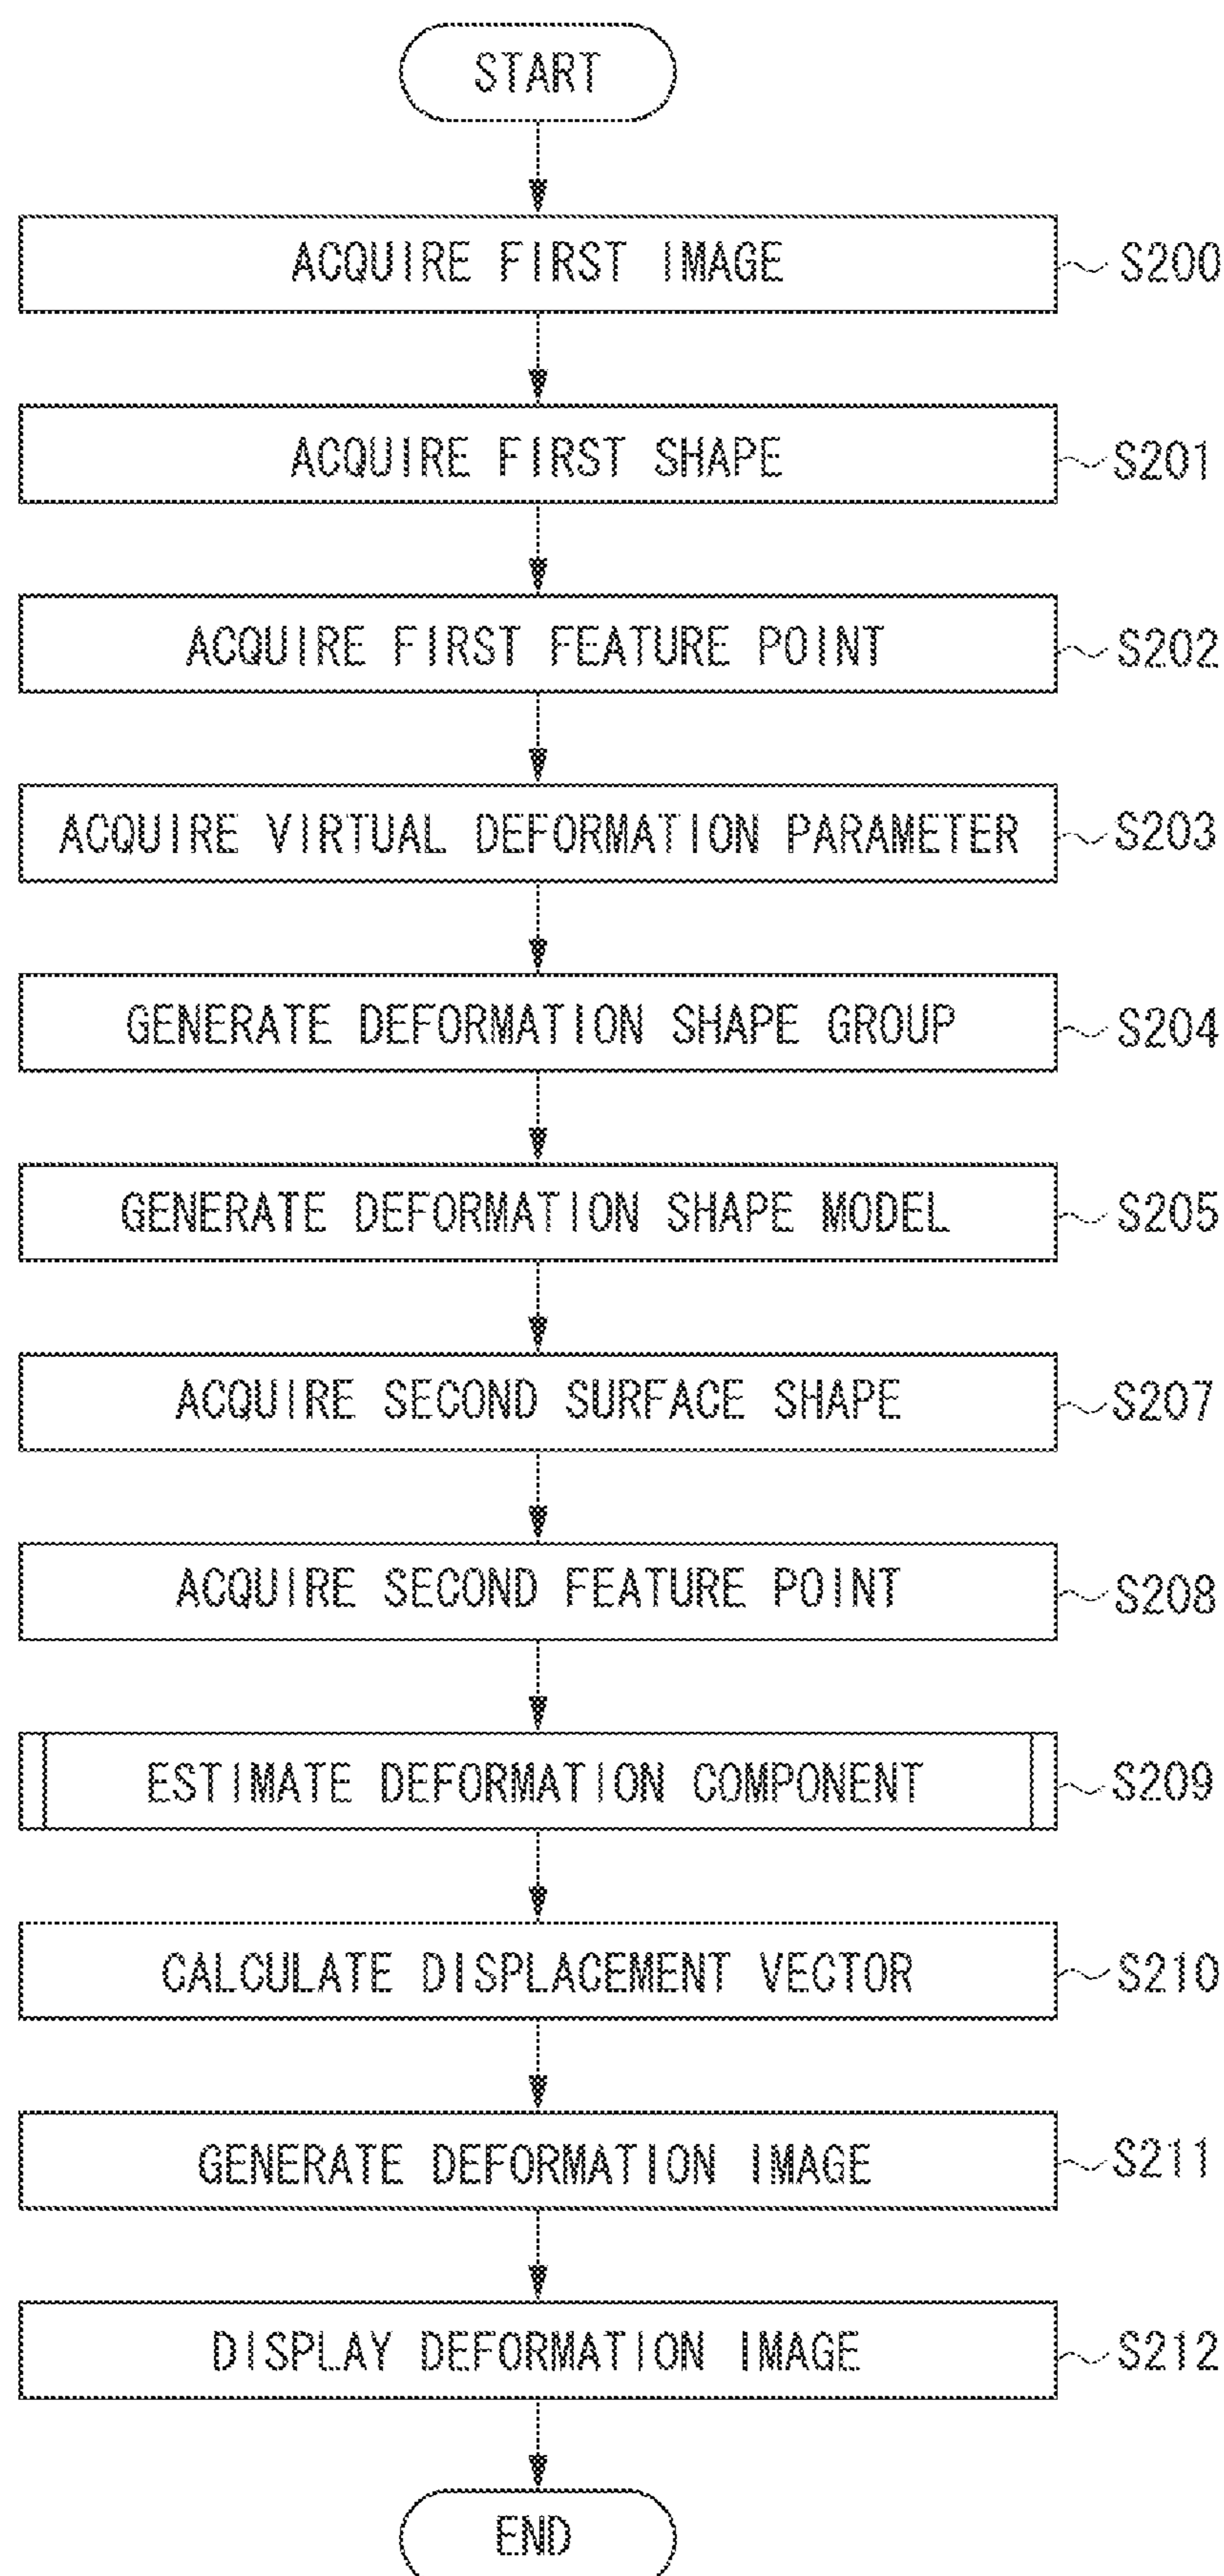 START
ACQUIRE FIRST IMAGE S200
ACQUIRE FIRST SHAPE S201
ACQUIRE FIRST FEATURE POINT S202
ACQUIRE VIRTUAL DEFORMATION PARAMETER S203
GENERATE DEFORMATION SHAPE GROUP S204
GENERATE DEFORMATION SHAPE MODEL S205
ACQUIRE SECOND SURFACE SHAPE S207
ACQUIRE SECOND FEATURE POINT S208
ESTIMATE DEFORMATION COMPONENT S209
CALCULATE DISPLACEMENT VECTOR S210
GENERATE DEFORMATION IMAGE S211
DISPLAY DEFORMATION IMAGE S212
END